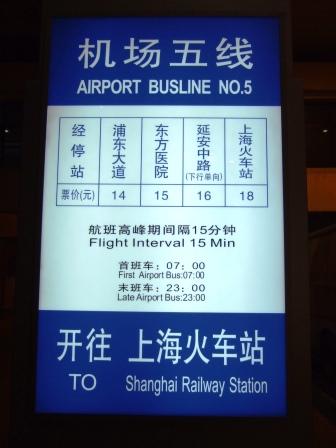 机场五线
AIRPORT BUSLINE NO.5
经停站 浦东大道 东方医院 延安中路(下行单向) 上海火车站
票价(元) 14 15 16 18
航班高峰期间隔15分钟
Flight Interval 15 Min
首班车:07:00
First Airport Bus:07:00
末班车:23:00
Late Airport Bus:23:00
开往 上海火车站
TO Shanghai Railway Station